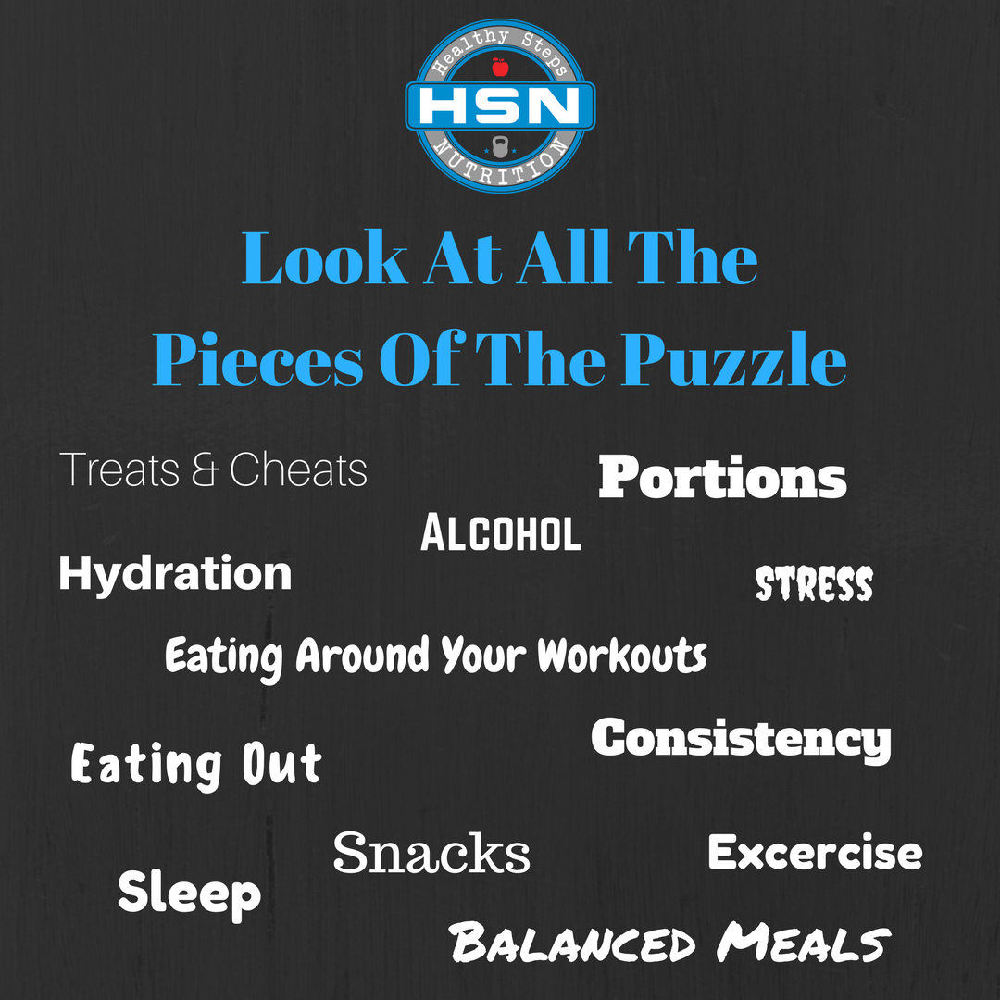 Healthy Steps
HSN
NUTRITION
Look At All The
Pieces Of The Puzzle
Treats & Cheats
Portions
ALCOHOL
Hydration
STRESS
Eating Around Your Workouts
Consistency
Eating Out
Snacks
Excercise
Sleep
BALANCED MEALS